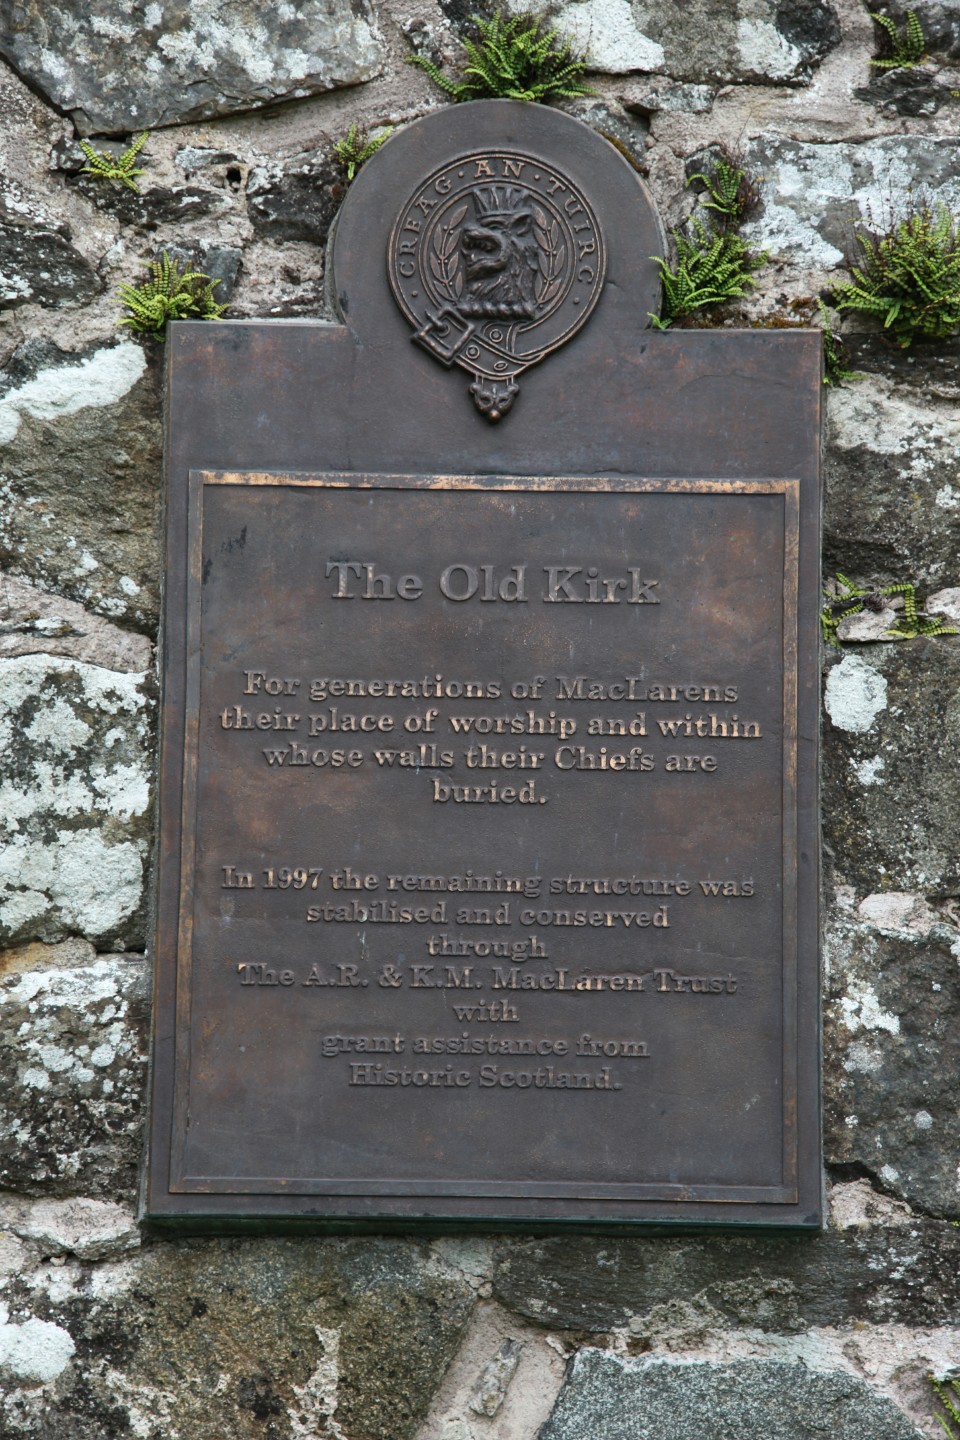 CREAG · AN · TUIRC
The Old Kirk
For generations of MacLarens
their place of worship and within
whose walls their Chiefs are
buried.
In 1997 the remaining structure was
stabilised and conserved
through
The A.R. & K.M. MacLaren Trust
with
grant assistance from
Historic Scotland.